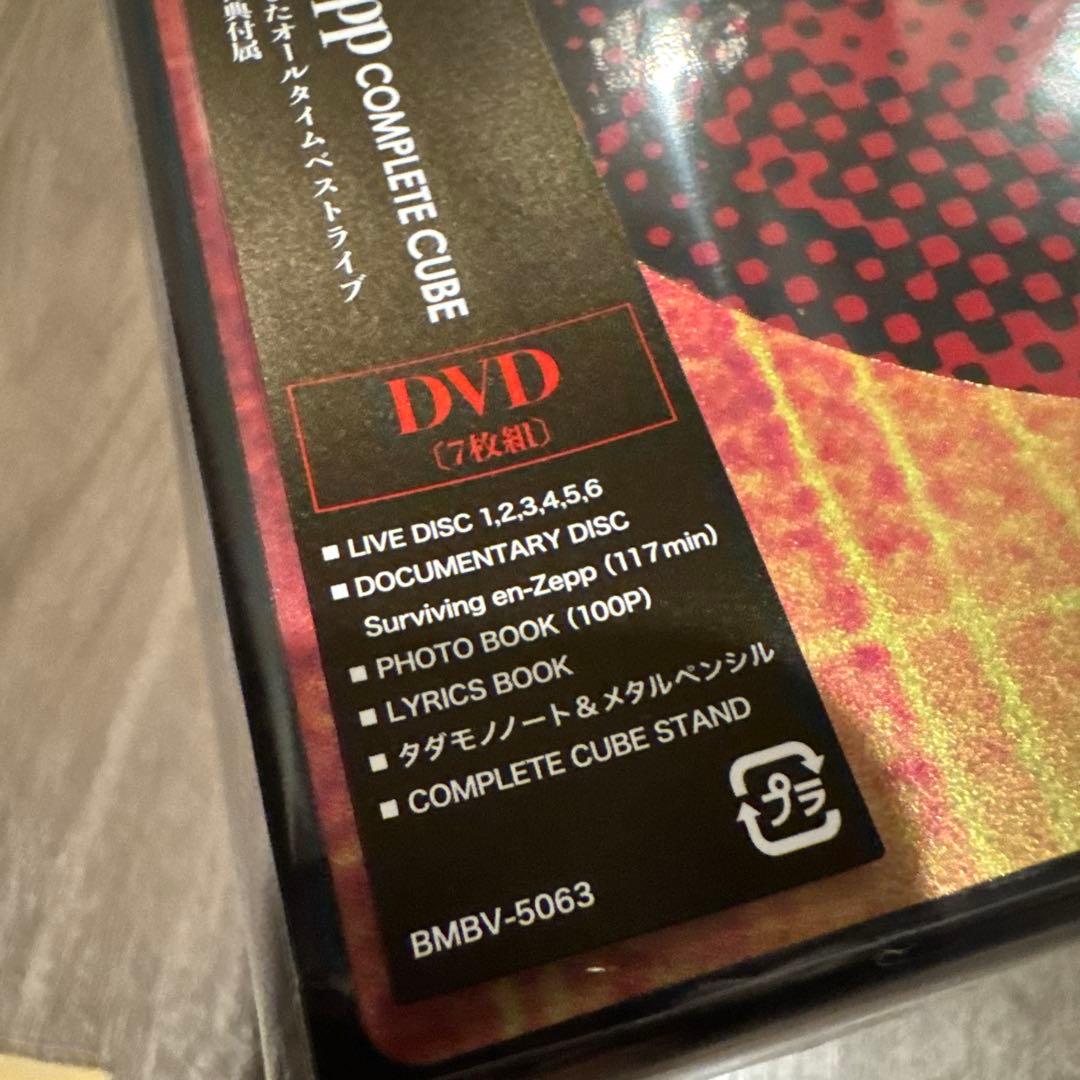 典付属
たオールタイムベストライブ
pp COMPLETE CUBE
DVD
〔7枚組〕
■ LIVE DISC 1,2,3,4,5,6
■ DOCUMENTARY DISC
Surviving en-Zepp (117min)
■ PHOTO BOOK (100P)
■ LYRICS BOOK
■ タダモノノート&メタルペンシル
■ COMPLETE CUBE STAND
プラ
BMBV-5063